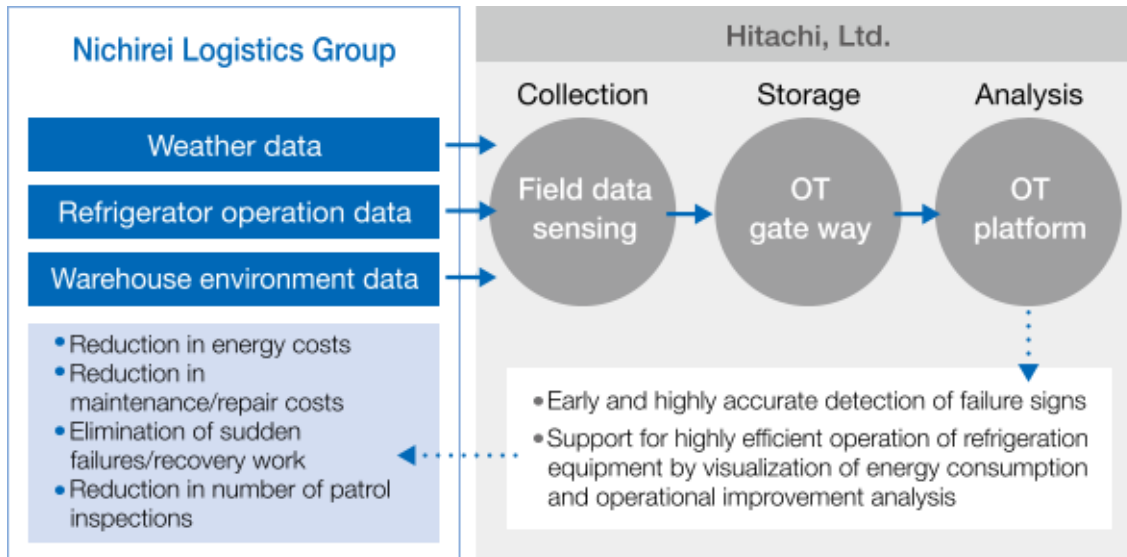 Nichirei Logistics Group
Weather data
Refrigerator operation data
Warehouse environment data
• Reduction in energy costs
• Reduction in
maintenance/repair costs
• Elimination of sudden
failures/recovery work
• Reduction in number of patrol
inspections
Hitachi, Ltd.
Collection
Storage
Analysis
Field data
sensing
OT
gate way
OT
platform
• Early and highly accurate detection of failure signs
• Support for highly efficient operation of refrigeration
equipment by visualization of energy consumption
and operational improvement analysis